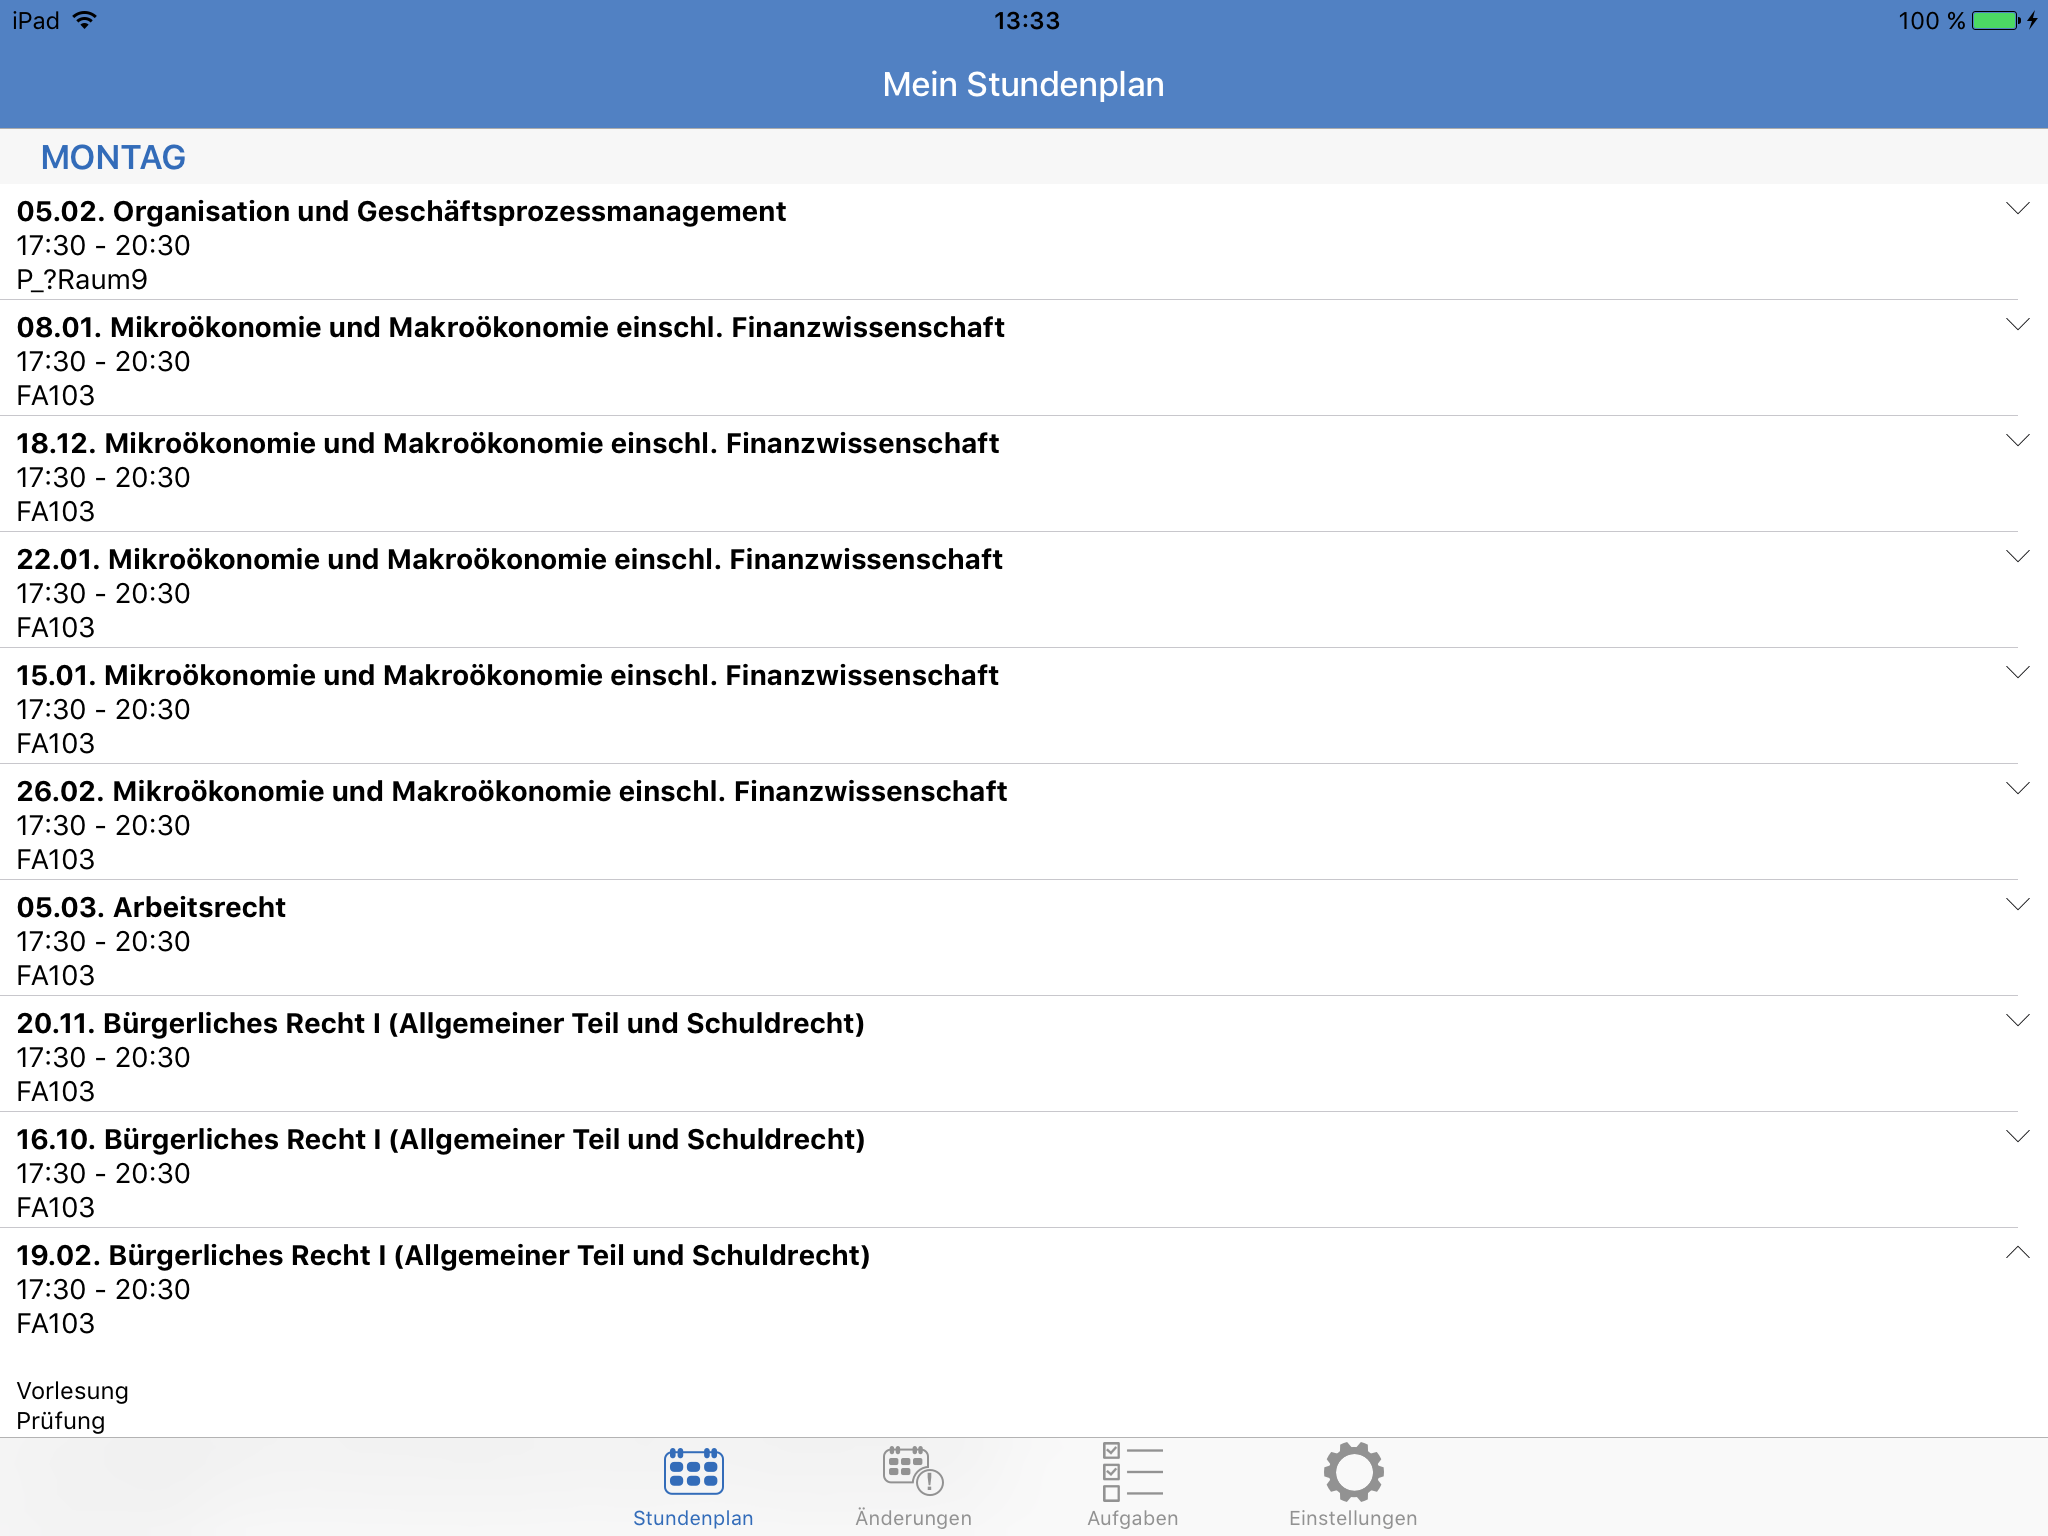 iPad 13:33 100 %
Mein Stundenplan
MONTAG
05.02. Organisation und Geschäftsprozessmanagement
17:30 - 20:30
P_?Raum9
08.01. Mikroökonomie und Makroökonomie einschl. Finanzwissenschaft
17:30 - 20:30
FA103
18.12. Mikroökonomie und Makroökonomie einschl. Finanzwissenschaft
17:30 - 20:30
FA103
22.01. Mikroökonomie und Makroökonomie einschl. Finanzwissenschaft
17:30 - 20:30
FA103
15.01. Mikroökonomie und Makroökonomie einschl. Finanzwissenschaft
17:30 - 20:30
FA103
26.02. Mikroökonomie und Makroökonomie einschl. Finanzwissenschaft
17:30 - 20:30
FA103
05.03. Arbeitsrecht
17:30 - 20:30
FA103
20.11. Bürgerliches Recht I (Allgemeiner Teil und Schuldrecht)
17:30 - 20:30
FA103
16.10. Bürgerliches Recht I (Allgemeiner Teil und Schuldrecht)
17:30 - 20:30
FA103
19.02. Bürgerliches Recht I (Allgemeiner Teil und Schuldrecht)
17:30 - 20:30
FA103
Vorlesung
Prüfung
Stundenplan Änderungen Aufgaben Einstellungen